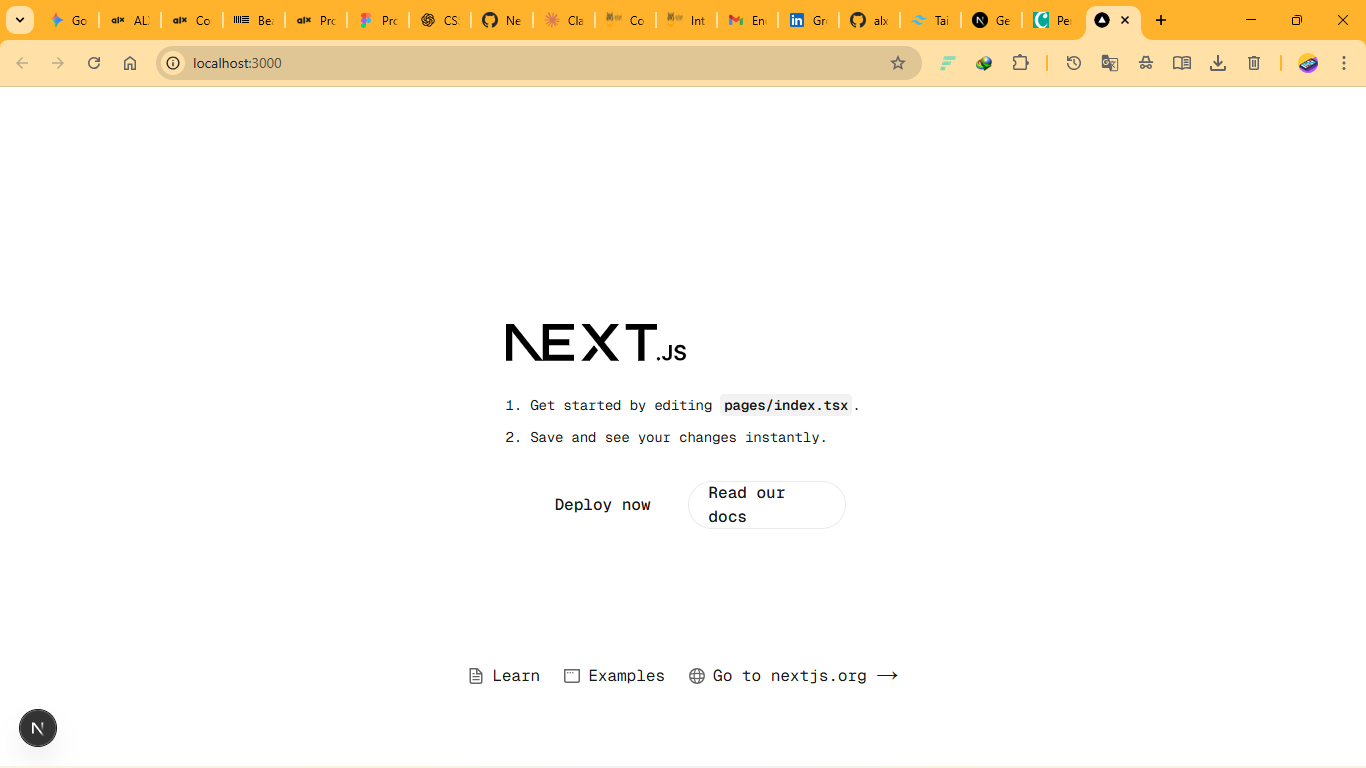 Go
AL
Co
Be
Pro
Pro
CS
Ne
Cla
Co
Int
Em
Gr
alx
Tai
Ge
Pe
localhost:3000
NEXT.JS
1. Get started by editing pages/index.tsx.
2. Save and see your changes instantly.
Deploy now
Read our
docs
Learn
Examples
Go to nextjs.org →
N